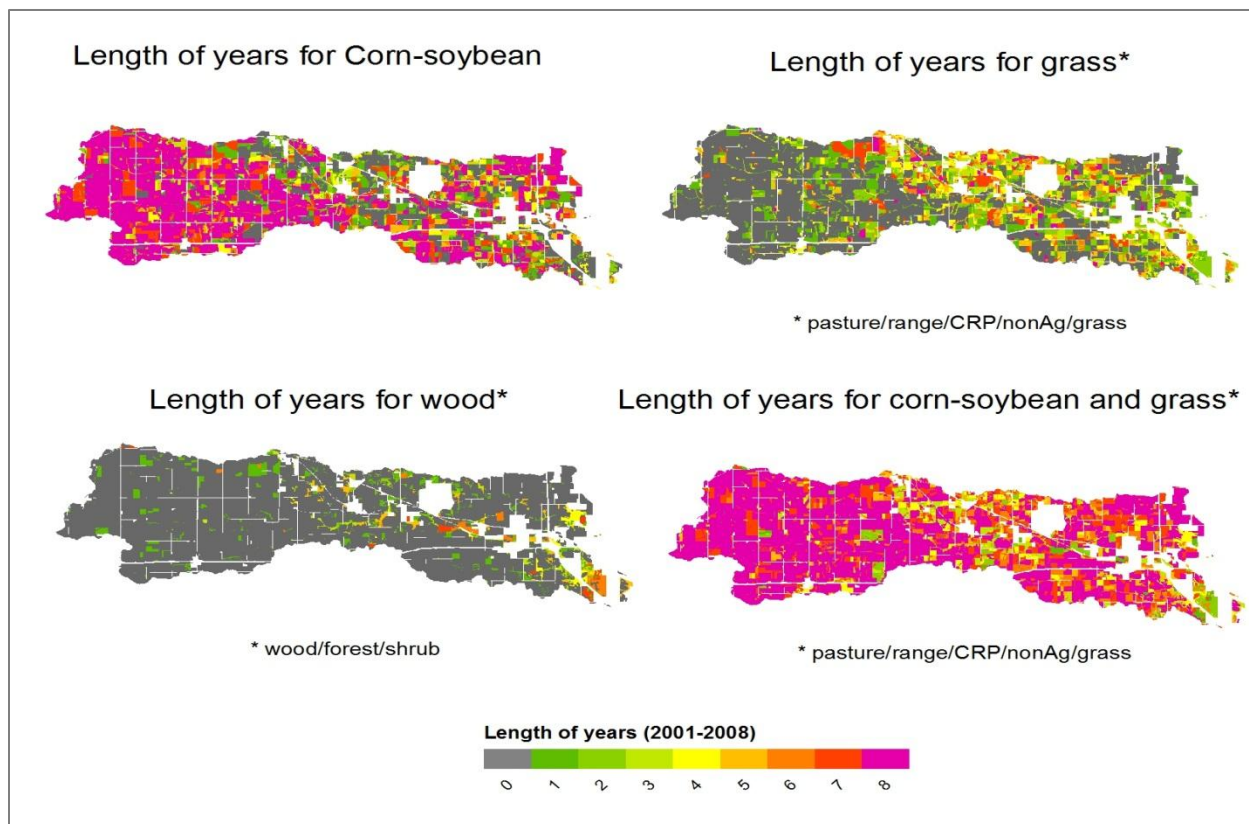 Length of years for Corn-soybean
Length of years for grass*
* pasture/range/CRP/nonAg/grass
Length of years for wood*
Length of years for corn-soybean and grass*
* wood/forest/shrub
* pasture/range/CRP/nonAg/grass
Length of years (2001-2008)
0 1 2 3 4 5 6 7 8